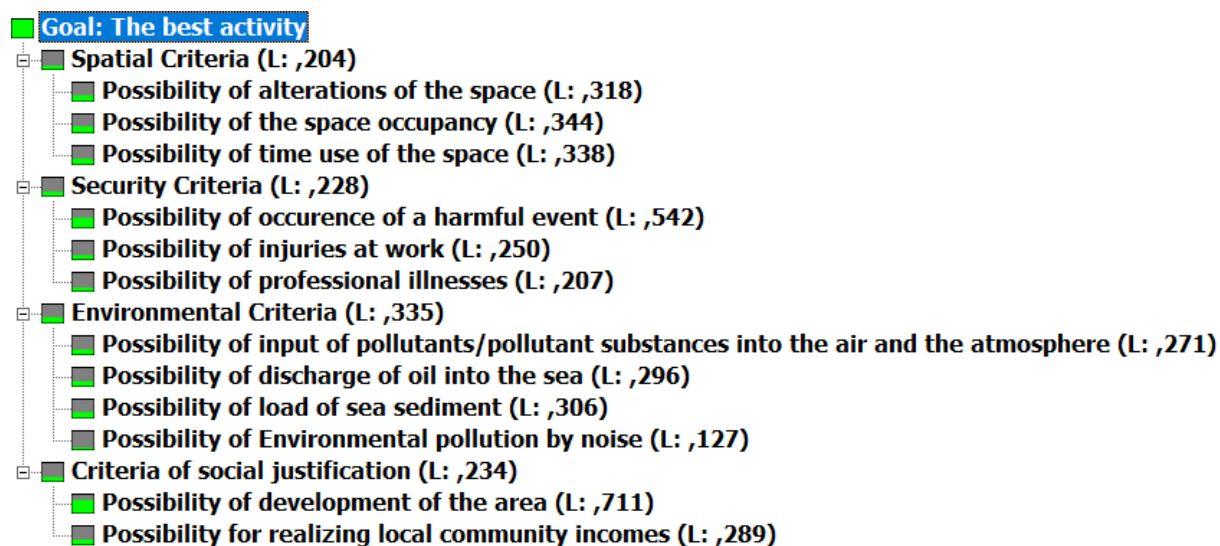 Goal: The best activity
Spatial Criteria (L: ,204)
Possibility of alterations of the space (L: ,318)
Possibility of the space occupancy (L: ,344)
Possibility of time use of the space (L: ,338)
Security Criteria (L: ,228)
Possibility of occurence of a harmful event (L: ,542)
Possibility of injuries at work (L: ,250)
Possibility of professional illnesses (L: ,207)
Environmental Criteria (L: ,335)
Possibility of input of pollutants/pollutant substances into the air and the atmosphere (L: ,271)
Possibility of discharge of oil into the sea (L: ,296)
Possibility of load of sea sediment (L: ,306)
Possibility of Environmental pollution by noise (L: ,127)
Criteria of social justification (L: ,234)
Possibility of development of the area (L: ,711)
Possibility for realizing local community incomes (L: ,289)